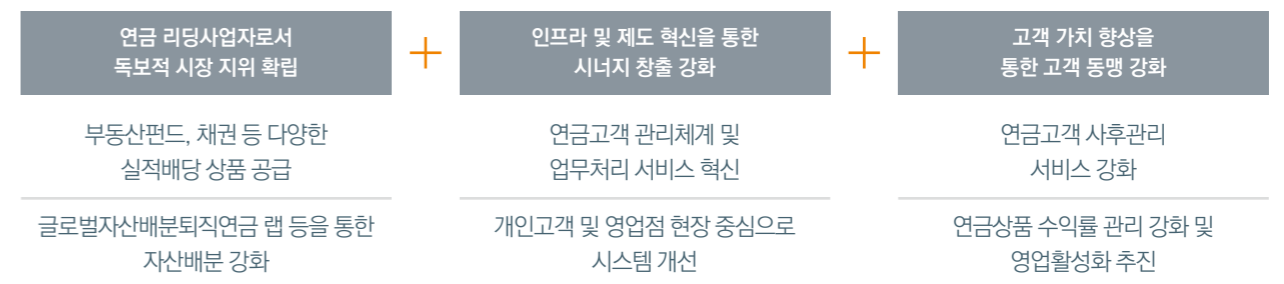 연금 리딩사업자로서
독보적 시장 지위 확립
+
인프라 및 제도 혁신을 통한
시너지 창출 강화
+
고객 가치 향상을
통한 고객 동맹 강화
부동산펀드, 채권 등 다양한
실적배당 상품 공급
연금고객 관리체계 및
업무처리 서비스 혁신
연금고객 사후관리
서비스 강화
글로벌자산배분퇴직연금 랩 등을 통한
자산배분 강화
개인고객 및 영업점 현장 중심으로
시스템 개선
연금상품 수익률 관리 강화 및
영업활성화 추진